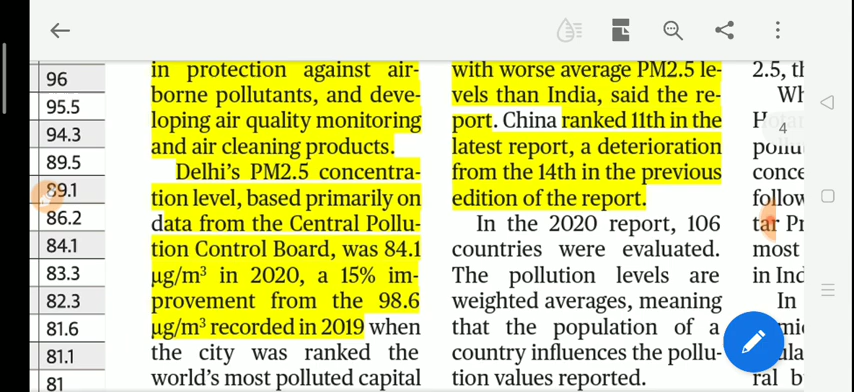 96
95.5
94.3
89.5
89.1
86.2
84.1
83.3
82.3
81.6
81.1
81
in protection against air-
borne pollutants, and deve-
loping air quality monitoring
and air cleaning products.
Delhi's PM2.5 concentra-
tion level, based primarily on
data from the Central Pollu-
tion Control Board, was 84.1
µg/m³ in 2020, a 15% im-
provement from the 98.6
µg/m³ recorded in 2019 when
the city was ranked the
world's most polluted capital
with worse average PM2.5 le-
vels than India, said the re-
port. China ranked 11th in the
latest report, a deterioration
from the 14th in the previous
edition of the report.
In the 2020 report, 106
countries were evaluated.
The pollution levels are
weighted averages, meaning
that the population of a
country influences the pollu-
tion values reported.
2.5, th
Wh
4
pollu
conce
follow
tar Pr
most
in Ind
In